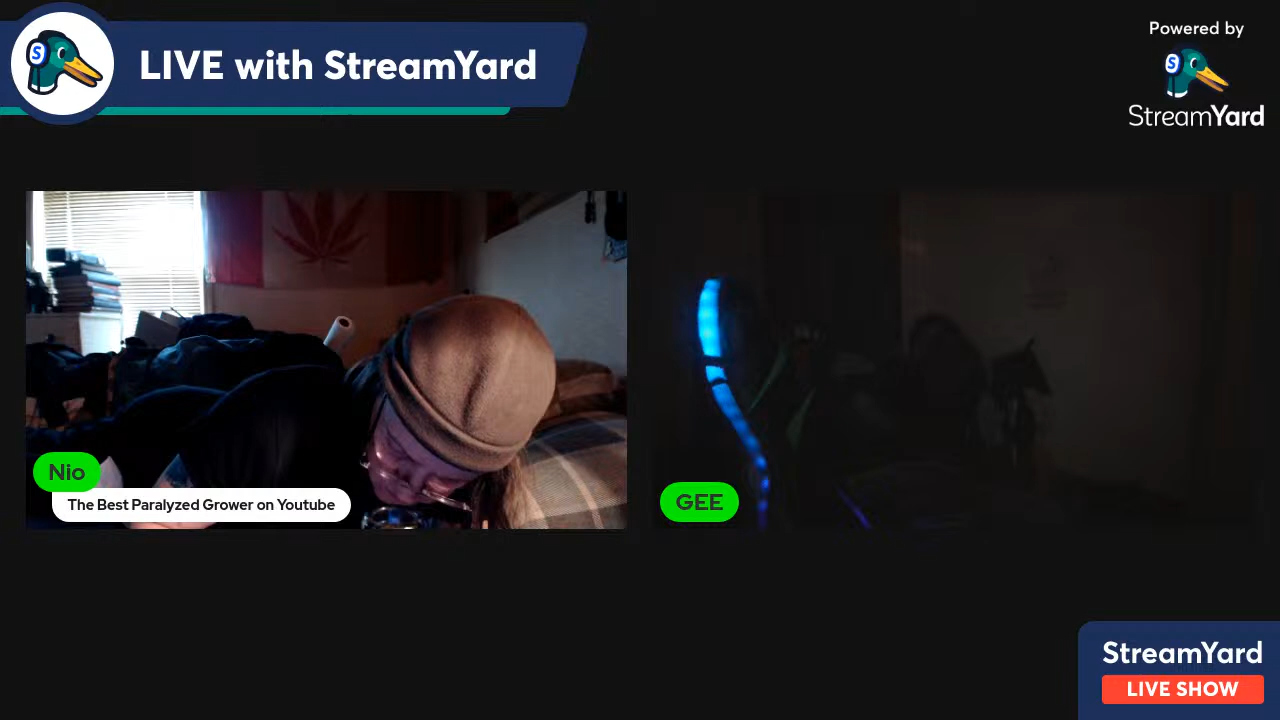 S
LIVE with StreamYard
Powered by
S
StreamYard
Nio
The Best Paralyzed Grower on Youtube
GEE
StreamYard
LIVE SHOW